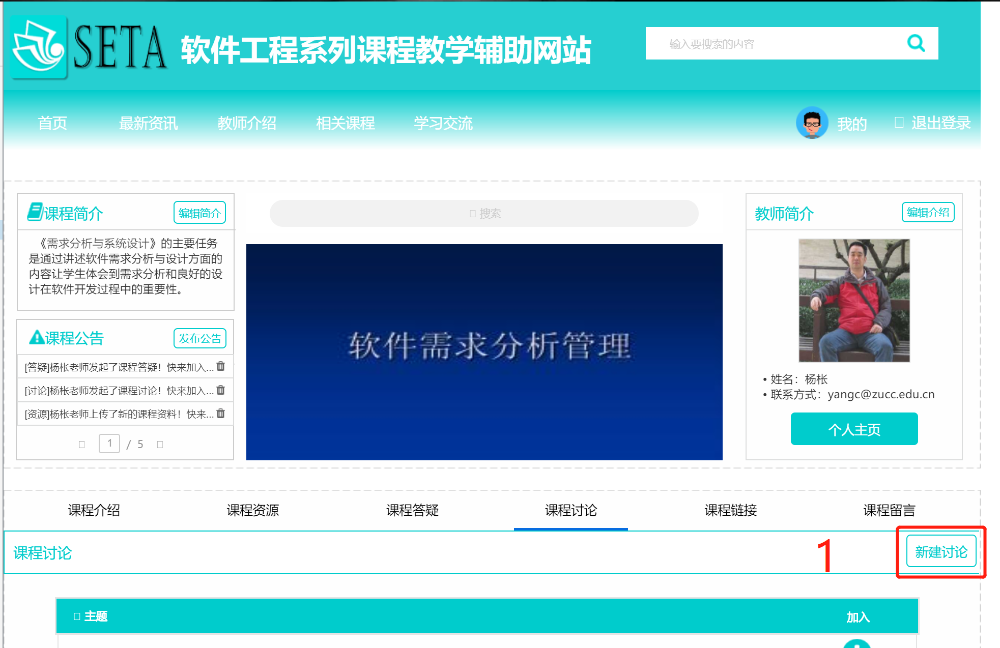 SETA
软件工程系列课程教学辅助网站
输入要搜索的内容
首页
最新资讯
教师介绍
相关课程
学习交流
我的
退出登录
课程简介
编辑简介
《需求分析与系统设计》的主要任务
是通过讲述软件需求分析与设计方面的
内容让学生体会到需求分析和良好的设
计在软件开发过程中的重要性。
课程公告
发布公告
[答疑]杨枨老师发起了课程答疑！快来加入...
[讨论]杨枨老师发起了课程讨论！快来加入...
[资源]杨枨老师上传了新的课程资料！快来...
1 / 5
搜索
软件需求分析管理
教师简介
编辑介绍
• 姓名：杨枨
• 联系方式：yangc@zucc.edu.cn
个人主页
课程介绍
课程资源
课程答疑
课程讨论
课程链接
课程留言
课程讨论
1
新建讨论
主题
加入